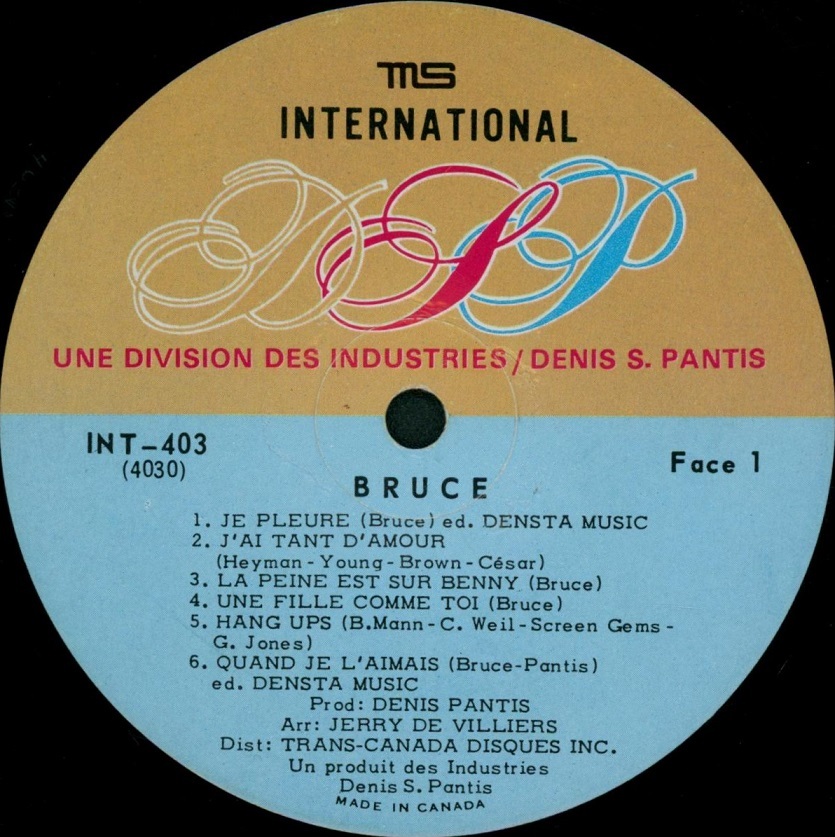 MS
INTERNATIONAL
DSP
UNE DIVISION DES INDUSTRIES/DENIS S. PANTIS
INT-403
(4030)
Face 1
BRUCE
1. JE PLEURE (Bruce) ed. DENSTA MUSIC
2. J'AI TANT D'AMOUR
(Heyman-Young-Brown-César)
3. LA PEINE EST SUR BENNY (Bruce)
4. UNE FILLE COMME TOI (Bruce)
5. HANG UPS (B.Mann-C. Weil-Screen Gems-
G. Jones)
6. QUAND JE L'AIMAIS (Bruce-Pantis)
ed. DENSTA MUSIC
Prod: DENIS PANTIS
Arr: JERRY DE VILLIERS
Dist: TRANS-CANADA DISQUES INC.
Un produit des Industries
Denis S. Pantis
MADE IN CANADA